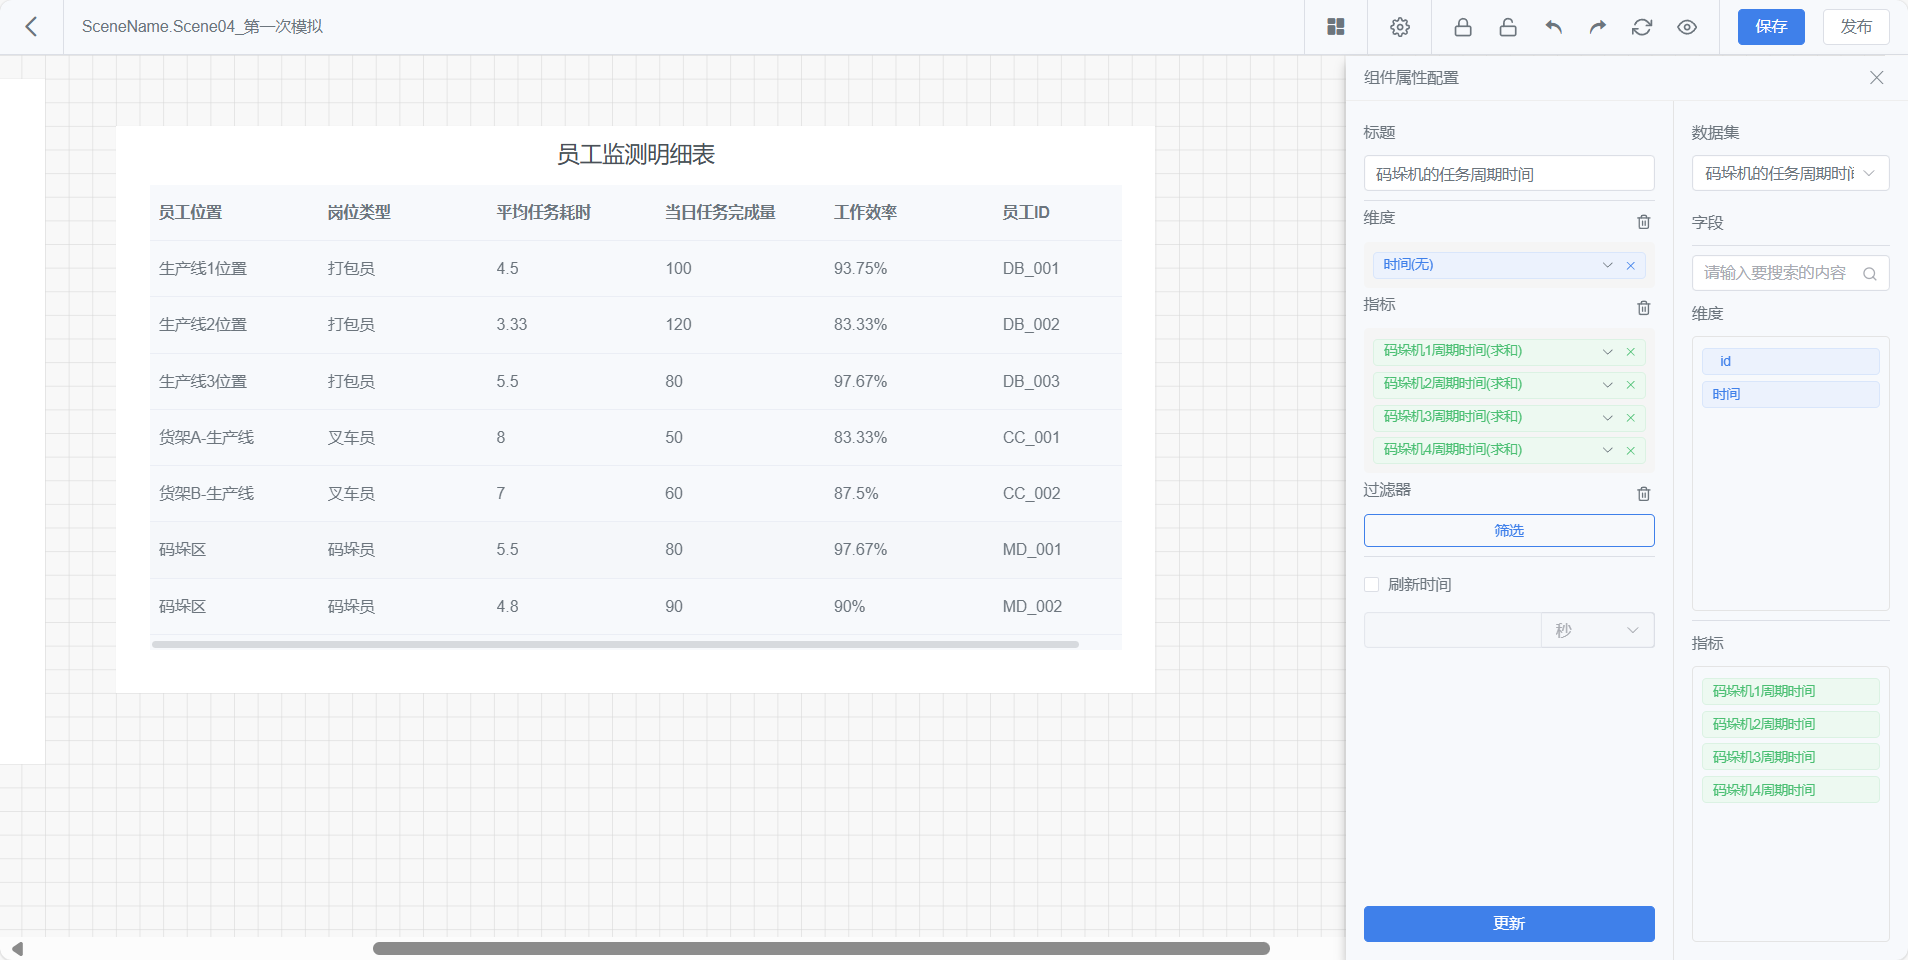 SceneName.Scene04_第一次模拟
保存
发布
员工监测明细表
员工位置 岗位类型 平均任务耗时 当日任务完成量 工作效率 员工ID
生产线1位置 打包员 4.5 100 93.75% DB_001
生产线2位置 打包员 3.33 120 83.33% DB_002
生产线3位置 打包员 5.5 80 97.67% DB_003
货架A-生产线 叉车员 8 50 83.33% CC_001
货架B-生产线 叉车员 7 60 87.5% CC_002
码垛区 码垛员 5.5 80 97.67% MD_001
码垛区 码垛员 4.8 90 90% MD_002
组件属性配置
标题
码垛机的任务周期时间
维度
时间(无)
指标
码垛机1周期时间(求和)
码垛机2周期时间(求和)
码垛机3周期时间(求和)
码垛机4周期时间(求和)
过滤器
筛选
刷新时间
秒
更新
数据集
码垛机的任务周期时
字段
请输入要搜索的内容
维度
id
时间
指标
码垛机1周期时间
码垛机2周期时间
码垛机3周期时间
码垛机4周期时间